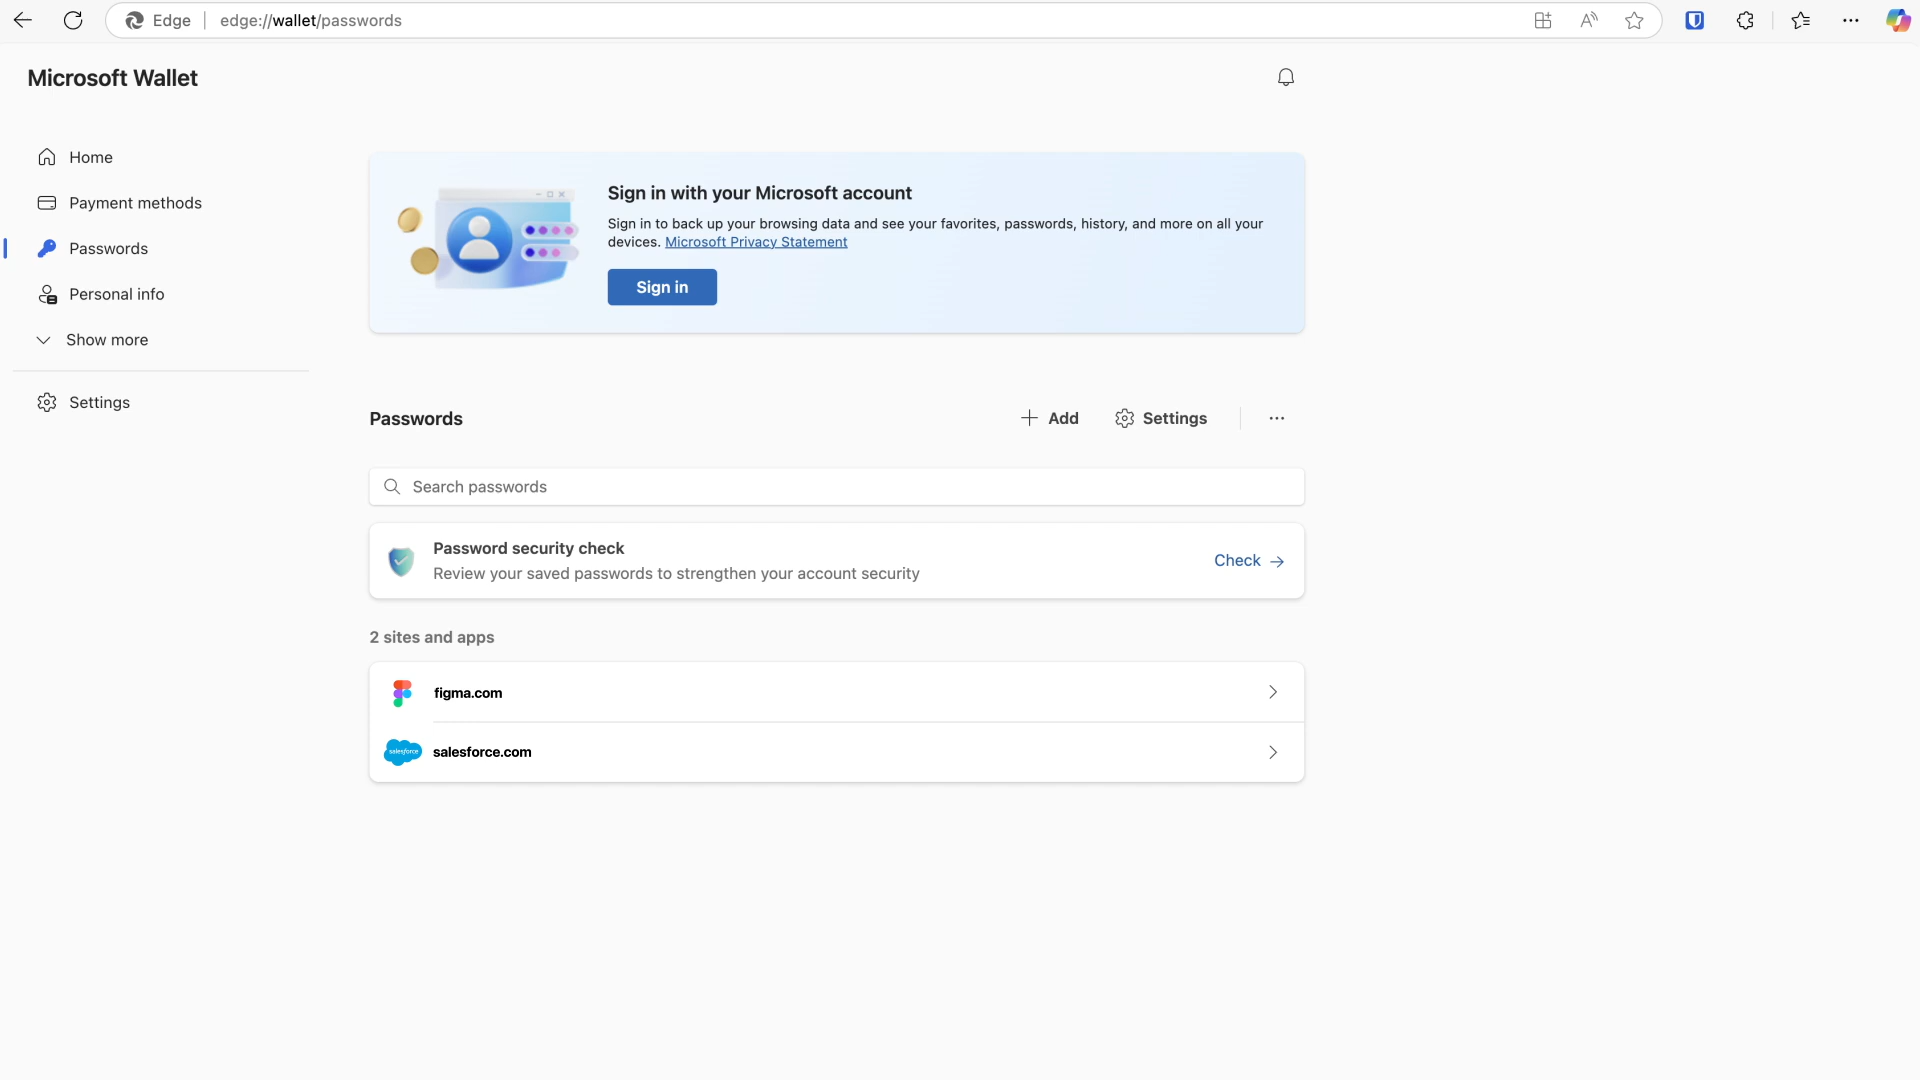 Edge
edge://wallet/passwords
Microsoft Wallet
Home
Payment methods
Passwords
Personal info
Show more
Settings
Sign in with your Microsoft account
Sign in to back up your browsing data and see your favorites, passwords, history, and more on all your
devices. Microsoft Privacy Statement
Sign in
Passwords
Add
Settings
Search passwords
Password security check
Review your saved passwords to strengthen your account security
Check
2 sites and apps
figma.com
salesforce
salesforce.com